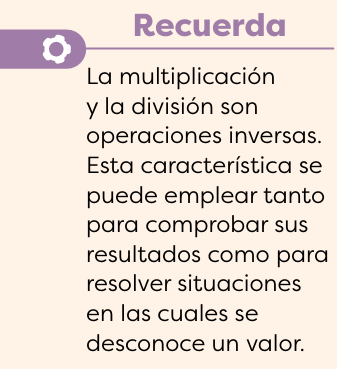 Recuerda
La multiplicación
y la división son
operaciones inversas.
Esta característica se
puede emplear tanto
para comprobar sus
resultados como para
resolver situaciones
en las cuales se
desconoce un valor.